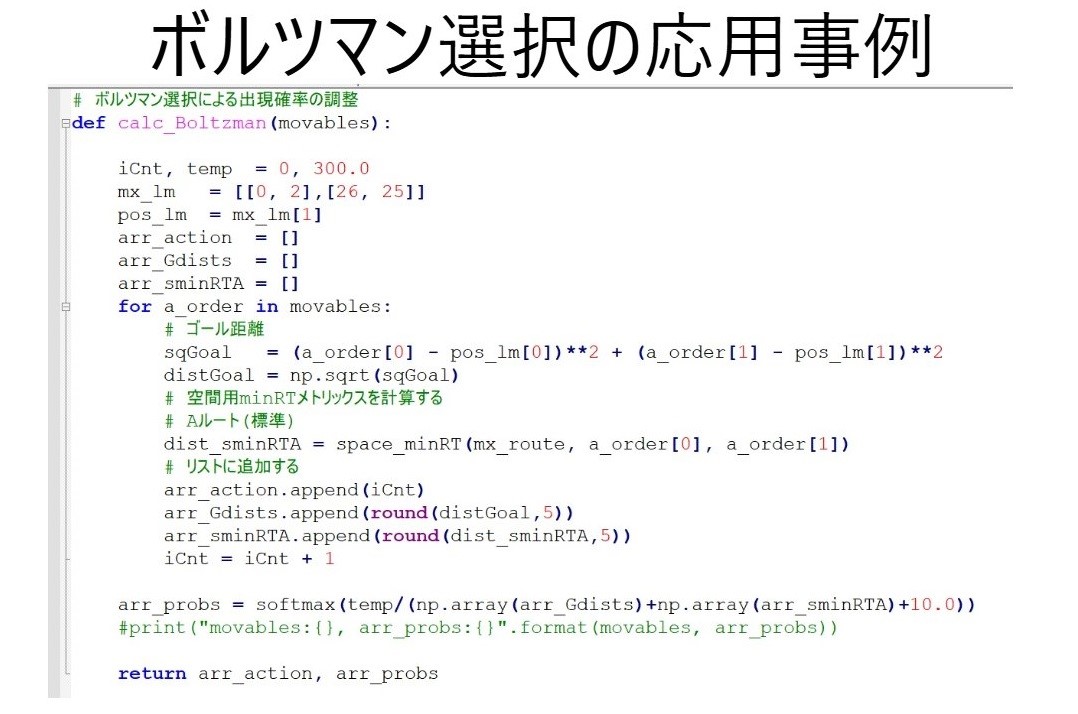 ボルツマン選択の応用事例
# ボルツマン選択による出現確率の調整
def calc_Boltzman(movables):
iCnt, temp  = 0, 300.0
mx_lm   = [[0, 2],[26, 25]]
pos_lm  = mx_lm[1]
arr_action  = []
arr_Gdists  = []
arr_sminRTA = []
for a_order in movables:
# ゴール距離
sqGoal   = (a_order[0] - pos_lm[0])**2 + (a_order[1] - pos_lm[1])**2
distGoal = np.sqrt(sqGoal)
# 空間用minRTメトリックスを計算する
# Aルート(標準)
dist_sminRTA = space_minRT(mx_route, a_order[0], a_order[1])
# リストに追加する
arr_action.append(iCnt)
arr_Gdists.append(round(distGoal,5))
arr_sminRTA.append(round(dist_sminRTA,5))
iCnt = iCnt + 1
arr_probs = softmax(temp/(np.array(arr_Gdists)+np.array(arr_sminRTA)+10.0))
#print("movables:{}, arr_probs:{}".format(movables, arr_probs))
return arr_action, arr_probs